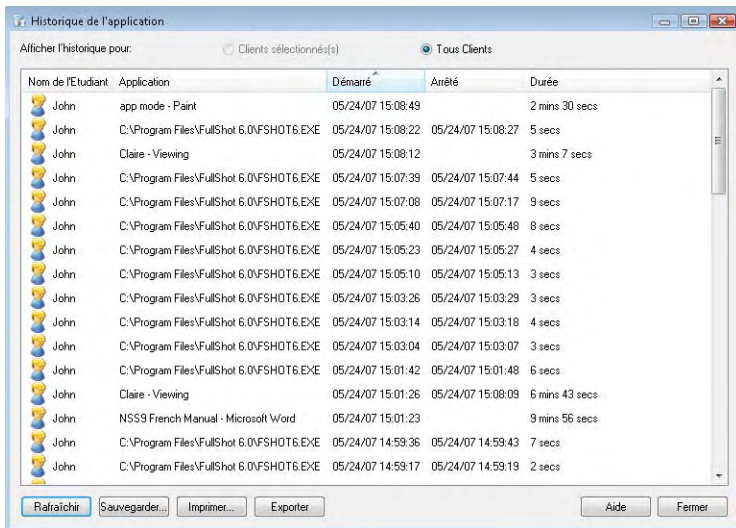 Historique de l'application
Afficher l'historique pour: Clients sélectionnés(s) Tous Clients
Nom de l'Etudiant Application Démarré Arrêté Durée
John app mode - Paint 05/24/07 15:08:49 2 mins 30 secs
John C:\Program Files\FullShot 6.0\FSHOT6.EXE 05/24/07 15:08:22 05/24/07 15:08:27 5 secs
John Claire - Viewing 05/24/07 15:08:12 3 mins 7 secs
John C:\Program Files\FullShot 6.0\FSHOT6.EXE 05/24/07 15:07:39 05/24/07 15:07:44 5 secs
John C:\Program Files\FullShot 6.0\FSHOT6.EXE 05/24/07 15:07:08 05/24/07 15:07:17 9 secs
John C:\Program Files\FullShot 6.0\FSHOT6.EXE 05/24/07 15:05:40 05/24/07 15:05:48 8 secs
John C:\Program Files\FullShot 6.0\FSHOT6.EXE 05/24/07 15:05:23 05/24/07 15:05:27 4 secs
John C:\Program Files\FullShot 6.0\FSHOT6.EXE 05/24/07 15:05:10 05/24/07 15:05:13 3 secs
John C:\Program Files\FullShot 6.0\FSHOT6.EXE 05/24/07 15:03:26 05/24/07 15:03:29 3 secs
John C:\Program Files\FullShot 6.0\FSHOT6.EXE 05/24/07 15:03:14 05/24/07 15:03:18 4 secs
John C:\Program Files\FullShot 6.0\FSHOT6.EXE 05/24/07 15:03:04 05/24/07 15:03:07 3 secs
John C:\Program Files\FullShot 6.0\FSHOT6.EXE 05/24/07 15:01:42 05/24/07 15:01:48 6 secs
John Claire - Viewing 05/24/07 15:01:26 05/24/07 15:08:09 6 mins 43 secs
John NSS9 French Manual - Microsoft Word 05/24/07 15:01:23 9 mins 56 secs
John C:\Program Files\FullShot 6.0\FSHOT6.EXE 05/24/07 14:59:36 05/24/07 14:59:43 7 secs
John C:\Program Files\FullShot 6.0\FSHOT6.EXE 05/24/07 14:59:17 05/24/07 14:59:19 2 secs
Rafraîchir Sauvegarder... Imprimer... Exporter Aide Fermer